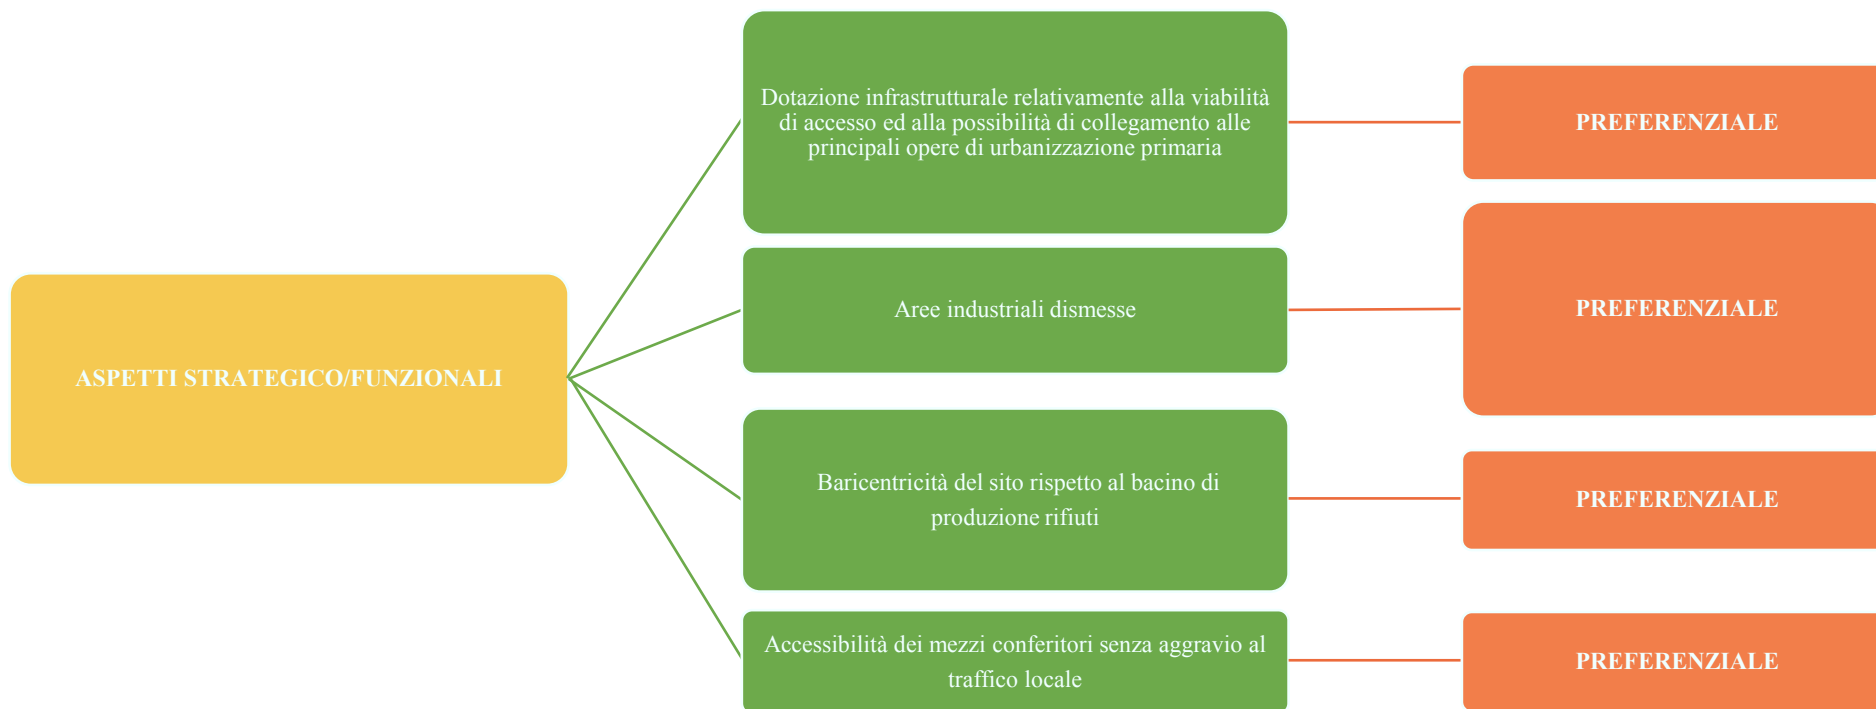 ASPETTI STRATEGICO/FUNZIONALI
Dotazione infrastrutturale relativamente alla viabilità
di accesso ed alla possibilità di collegamento alle
principali opere di urbanizzazione primaria
PREFERENZIALE
Aree industriali dismesse
PREFERENZIALE
Baricentricità del sito rispetto al bacino di
produzione rifiuti
PREFERENZIALE
Accessibilità dei mezzi conferitori senza aggravio al
traffico locale
PREFERENZIALE